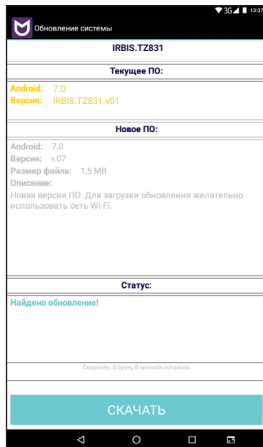 3G 13:37
Обновление системы
IRBIS.TZ831
Текущее ПО:
Android: 7.0
Версия: IRBIS.TZ831.v01
Новое ПО:
Android: 7.0
Версия: v.07
Размер файла: 1,5 MB
Описание:
Новая версия ПО. Для загрузки обновления желательно
использовать сеть Wi-Fi.
Статус:
Найдено обновление!
Скорость: 0 bytes, 0 seconds осталось.
СКАЧАТЬ